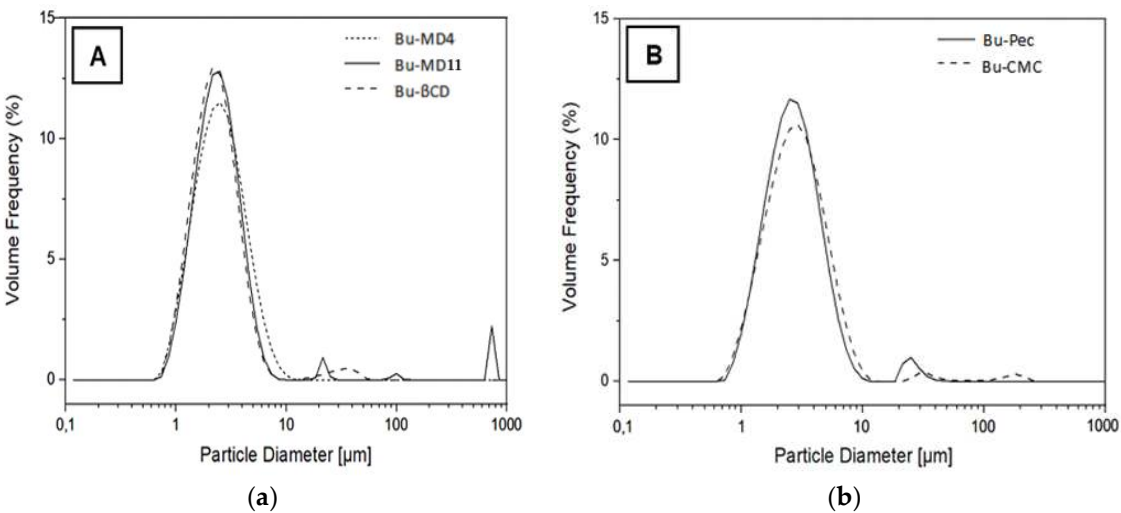 A
Bu-MD4
Bu-MD11
Bu-βCD
15
10
5
0
Volume Frequency (%)
0,1
1
10
100
1000
Particle Diameter [µm]
(a)
B
Bu-Pec
Bu-CMC
15
10
5
0
Volume Frequency (%)
0,1
1
10
100
1000
Particle Diameter [µm]
(b)